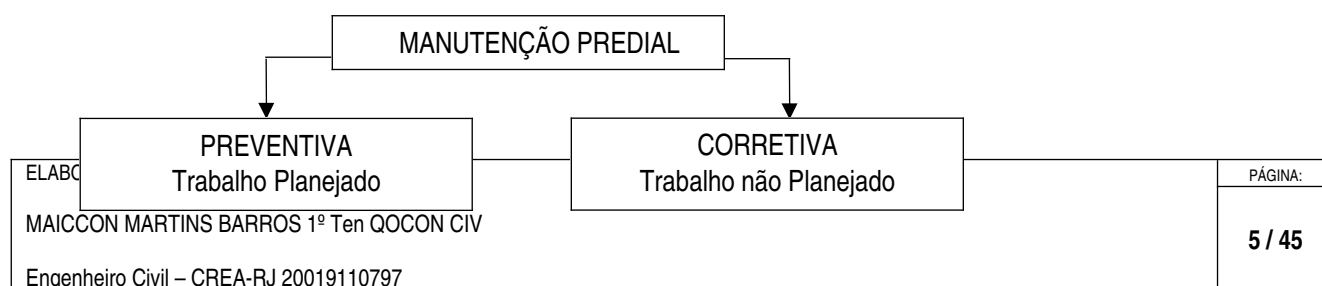 MANUTENÇÃO PREDIAL
PREVENTIVA
Trabalho Planejado
CORRETIVA
Trabalho não Planejado
PÁGINA:
MAICCON MARTINS BARROS 1º Ten QOCON CIV
5 / 45
Engenheiro Civil – CREA-RJ 20019110797